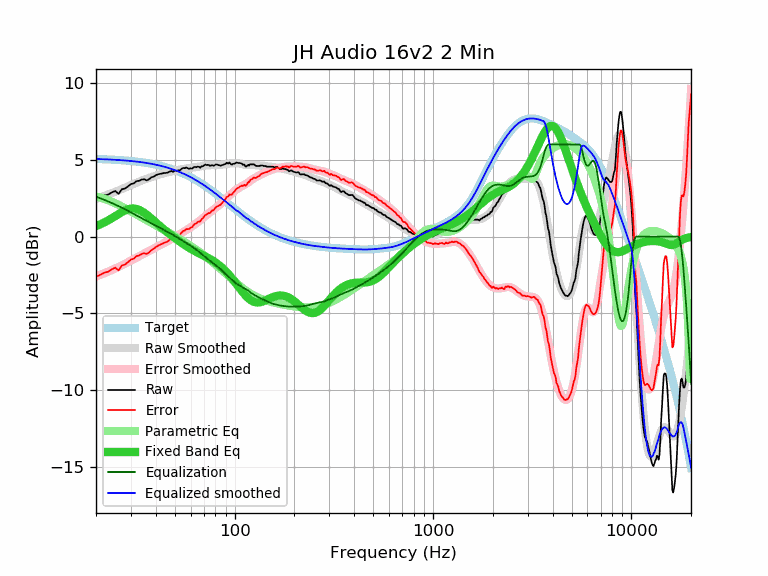 JH Audio 16v2 2 Min
10
5
0
−5
−10
−15
Amplitude (dBr)
Target
Raw Smoothed
Error Smoothed
Raw
Error
Parametric Eq
Fixed Band Eq
Equalization
Equalized smoothed
100
1000
10000
Frequency (Hz)